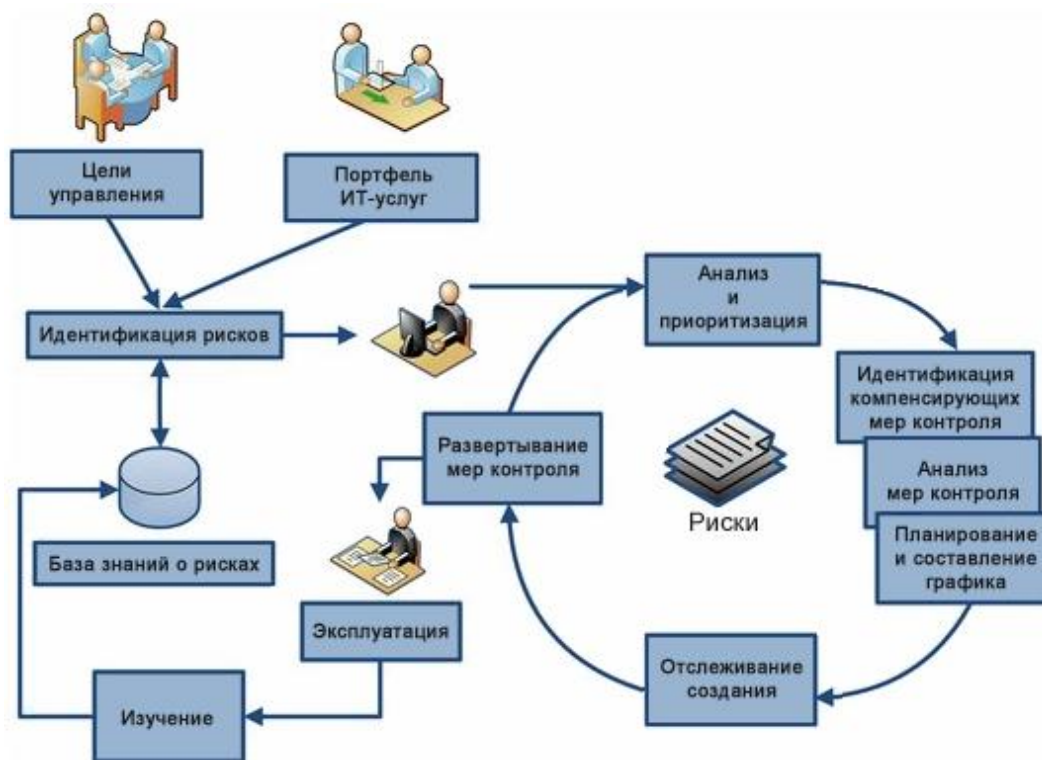 Цели
управления
Портфель
ИТ-услуг
Идентификация рисков
Анализ
и
приоритизация
Идентификация
компенсирующих
мер контроля
Анализ
мер контроля
Планирование
и составление
графика
Развертывание
мер контроля
Риски
База знаний о рисках
Эксплуатация
Отслеживание
создания
Изучение